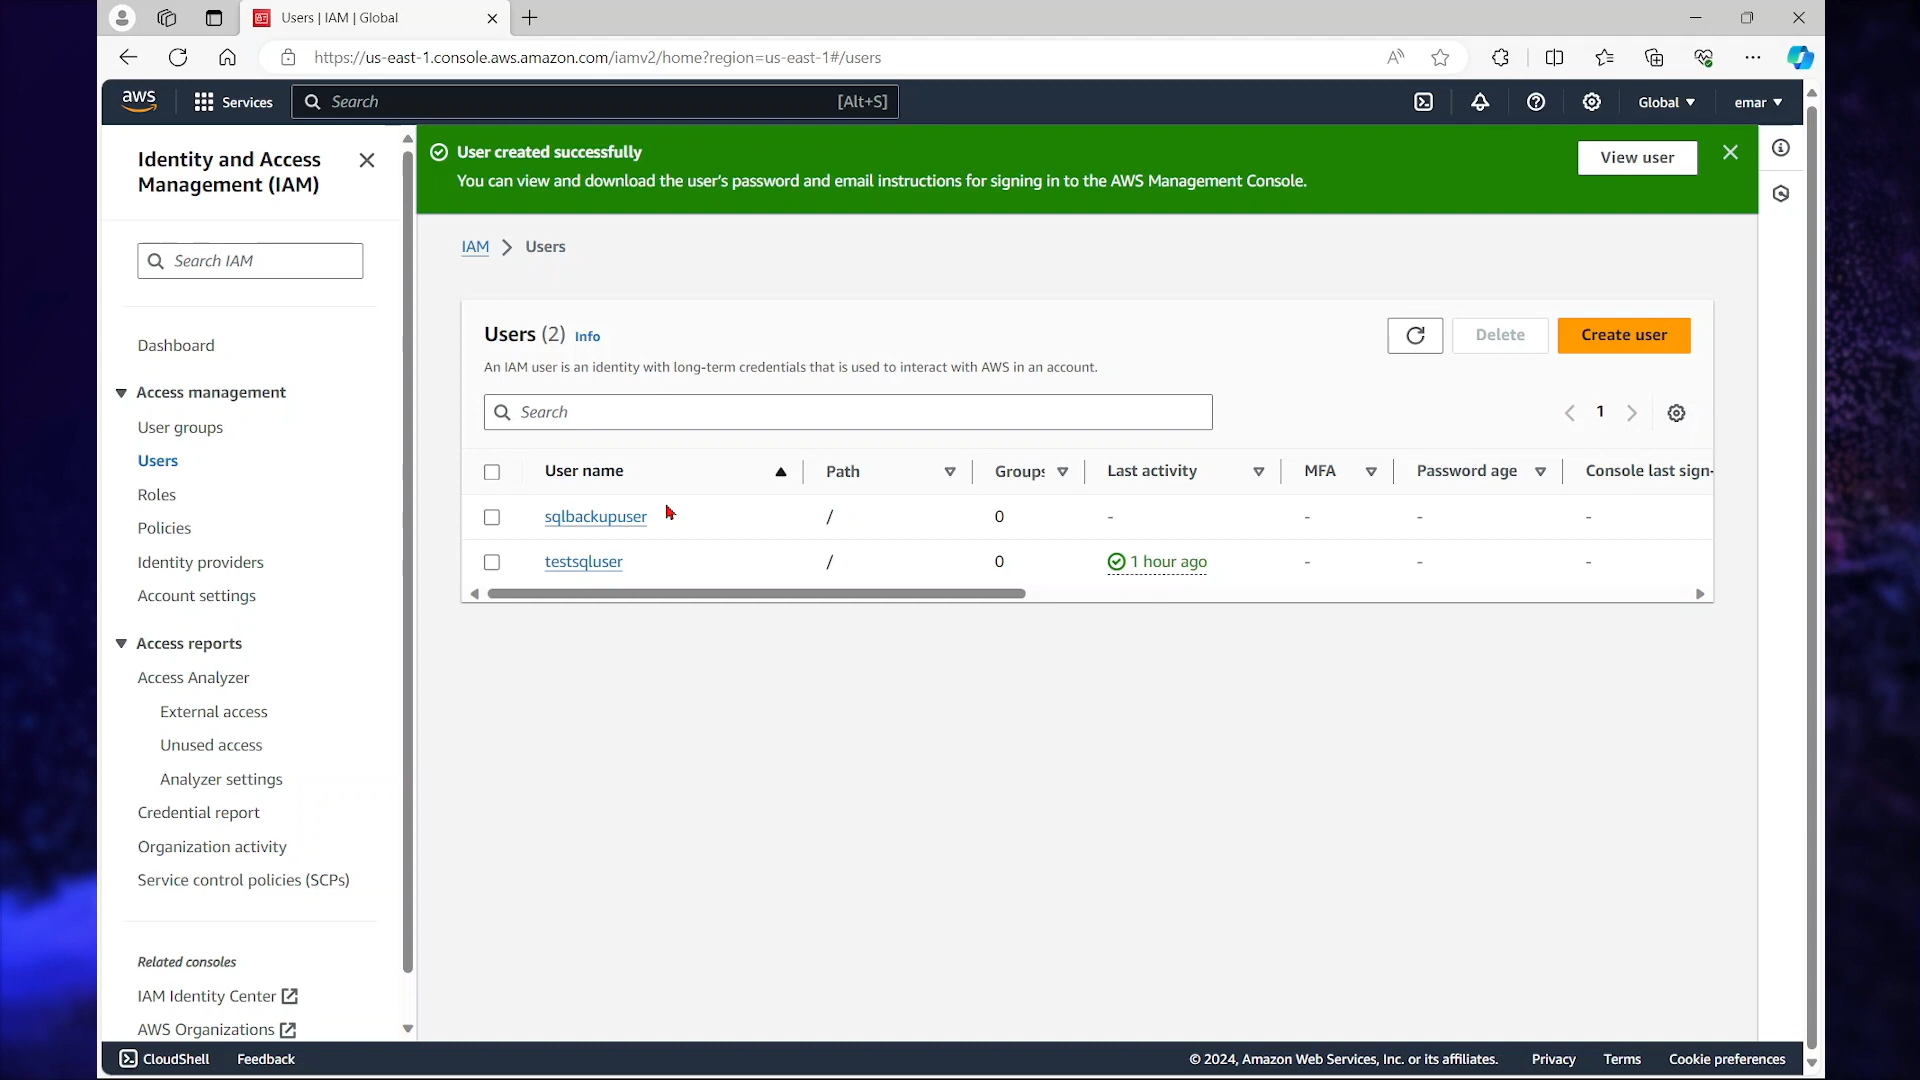 Users | IAM | Global
https://us-east-1.console.aws.amazon.com/iamv2/home?region=us-east-1#/users
aws
Services
Search
[Alt+S]
Global
emar
Identity and Access
Management (IAM)
Search IAM
Dashboard
Access management
User groups
Users
Roles
Policies
Identity providers
Account settings
Access reports
Access Analyzer
External access
Unused access
Analyzer settings
Credential report
Organization activity
Service control policies (SCPs)
Related consoles
IAM Identity Center
AWS Organizations
User created successfully
You can view and download the user's password and email instructions for signing in to the AWS Management Console.
View user
IAM > Users
Users (2) Info
Delete
Create user
An IAM user is an identity with long-term credentials that is used to interact with AWS in an account.
Search
1
User name Path Groups Last activity MFA Password age Console last sign-
sqlbackupuser / 0 - - - -
testsqluser / 0 1 hour ago - - -
CloudShell
Feedback
© 2024, Amazon Web Services, Inc. or its affiliates.
Privacy
Terms
Cookie preferences